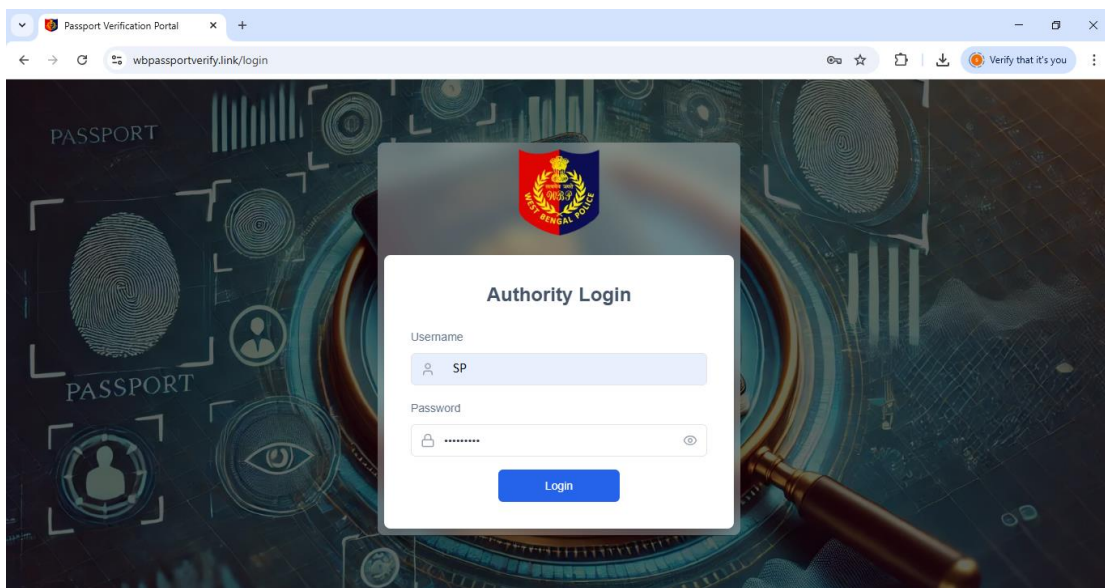 Passport Verification Portal
wbpassportverify.link/login
Verify that it's you
PASSPORT
WBP
WEST BENGAL POLICE
Authority Login
Username
SP
Password
•••••••••
Login
PASSPORT